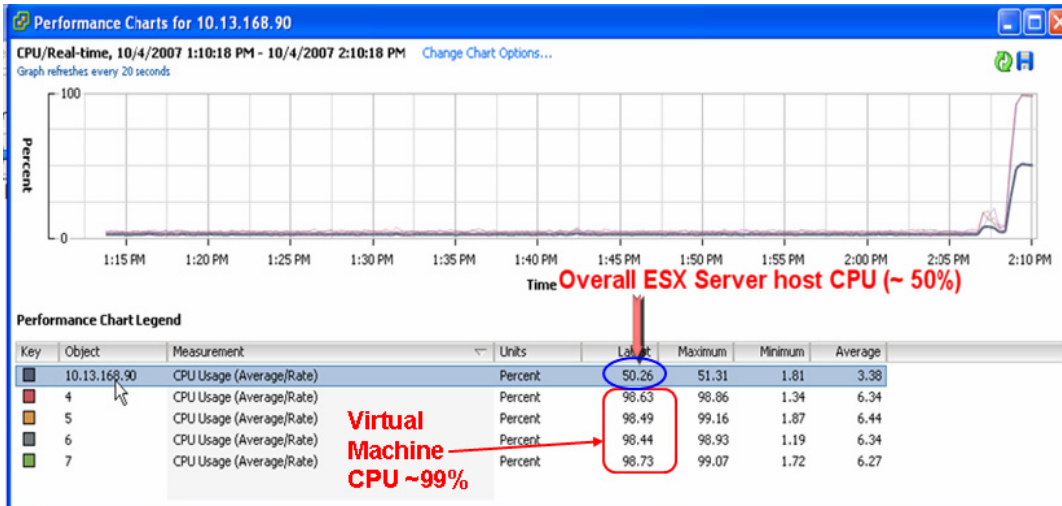 Performance Charts for 10.13.168.90
CPU/Real-time, 10/4/2007 1:10:18 PM - 10/4/2007 2:10:18 PM Change Chart Options...
Graph refreshes every 20 seconds
100
Percent
0
1:15 PM 1:20 PM 1:25 PM 1:30 PM 1:35 PM 1:40 PM 1:45 PM 1:50 PM 1:55 PM 2:00 PM 2:05 PM 2:10 PM
Time
Overall ESX Server host CPU (~ 50%)
Performance Chart Legend
Key Object Measurement Units Latest Maximum Minimum Average
10.13.168.90 CPU Usage (Average/Rate) Percent 50.26 51.31 1.81 3.38
4 CPU Usage (Average/Rate) Percent 98.63 98.86 1.34 6.34
5 CPU Usage (Average/Rate) Percent 98.49 99.16 1.87 6.44
6 CPU Usage (Average/Rate) Percent 98.44 98.93 1.19 6.34
7 CPU Usage (Average/Rate) Percent 98.73 99.07 1.72 6.27
Virtual
Machine
CPU ~99%